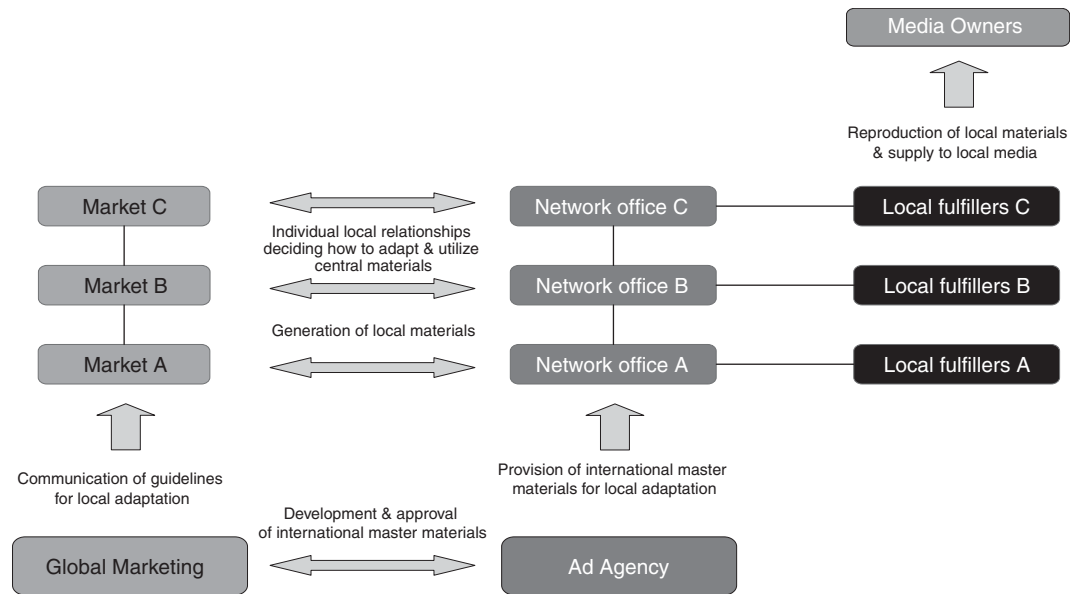 Media Owners
Reproduction of local materials
& supply to local media
Market C
Network office C
Local fulfillers C
Individual local relationships
deciding how to adapt & utilize
central materials
Market B
Network office B
Local fulfillers B
Generation of local materials
Market A
Network office A
Local fulfillers A
Communication of guidelines
for local adaptation
Provision of international master
materials for local adaptation
Development & approval
of international master materials
Global Marketing
Ad Agency